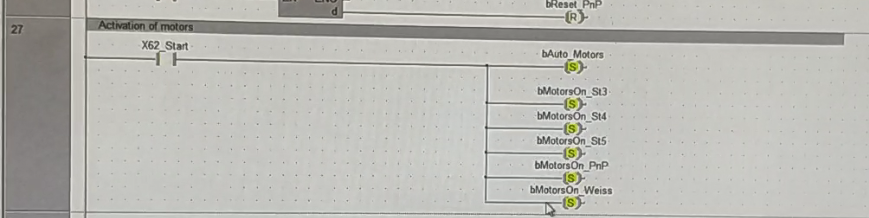 bReset_PnP
d
(R)
27
Activation of motors
X62_Start
bAuto_Motors
(S)
bMotorsOn_St3
(S)
bMotorsOn_St4
(S)
bMotorsOn_St5
(S)
bMotorsOn_PnP
(S)
bMotorsOn_Weiss
(S)